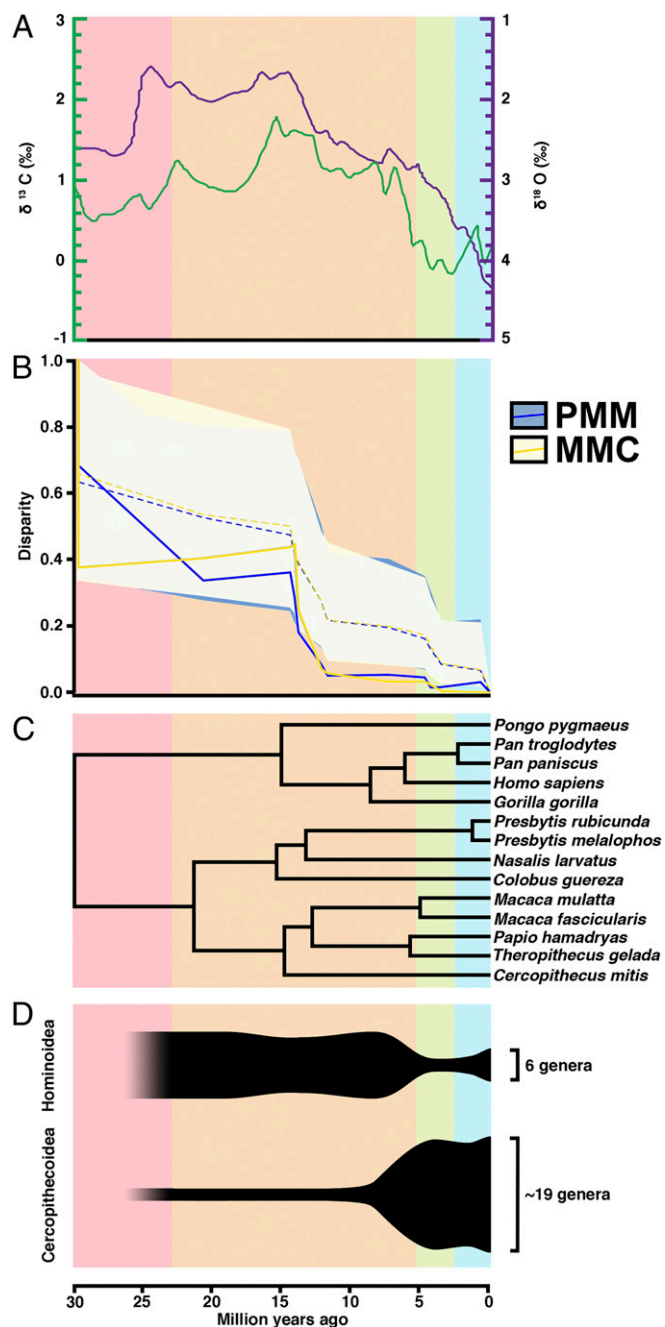 A
3
2
1
0
-1
δ 13 C (‰)
1
2
3
4
5
δ18 O (‰)
B
1.0
0.8
0.6
0.4
0.2
0.0
Disparity
PMM
MMC
C
Pongo pygmaeus
Pan troglodytes
Pan paniscus
Homo sapiens
Gorilla gorilla
Presbytis rubicunda
Presbytis melalophos
Nasalis larvatus
Colobus guereza
Macaca mulatta
Macaca fascicularis
Papio hamadryas
Theropithecus gelada
Cercopithecus mitis
D
Hominoidea
6 genera
Cercopithecoidea
~19 genera
30 25 20 15 10 5 0
Million years ago